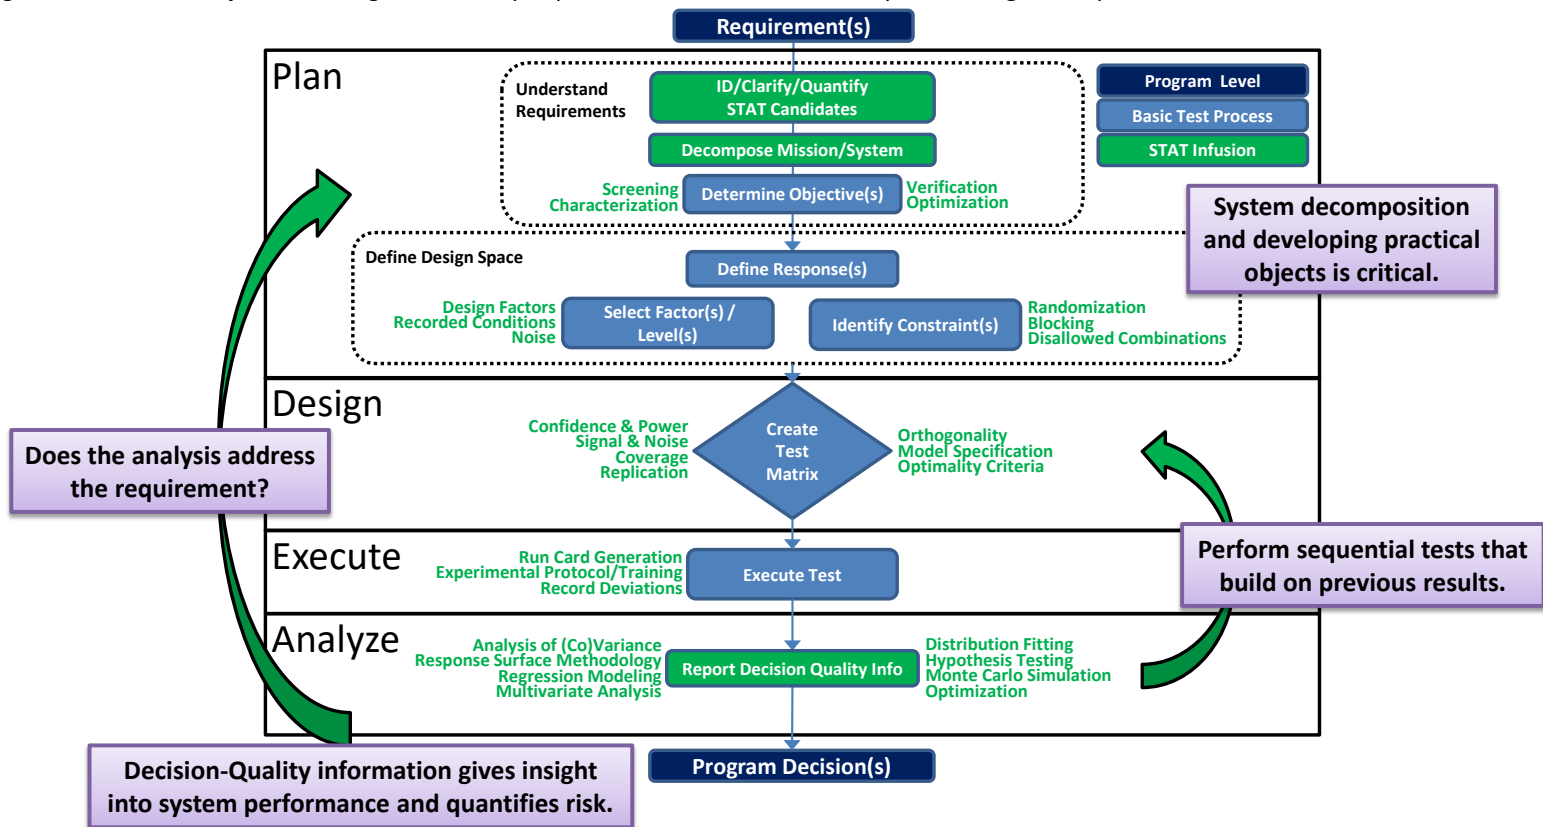 Requirement(s)
Plan
Understand
Requirements
ID/Clarify/Quantify
STAT Candidates
Decompose Mission/System
Screening
Characterization
Determine Objective(s)
Verification
Optimization
Program Level
Basic Test Process
STAT Infusion
System decomposition
and developing practical
objects is critical.
Define Design Space
Define Response(s)
Design Factors
Recorded Conditions
Noise
Select Factor(s) /
Level(s)
Identify Constraint(s)
Randomization
Blocking
Disallowed Combinations
Design
Confidence & Power
Signal & Noise
Coverage
Replication
Create
Test
Matrix
Orthogonality
Model Specification
Optimality Criteria
Does the analysis address
the requirement?
Execute
Run Card Generation
Experimental Protocol/Training
Record Deviations
Execute Test
Perform sequential tests that
build on previous results.
Analyze
Analysis of (Co)Variance
Response Surface Methodology
Regression Modeling
Multivariate Analysis
Report Decision Quality Info
Distribution Fitting
Hypothesis Testing
Monte Carlo Simulation
Optimization
Decision-Quality information gives insight
into system performance and quantifies risk.
Program Decision(s)